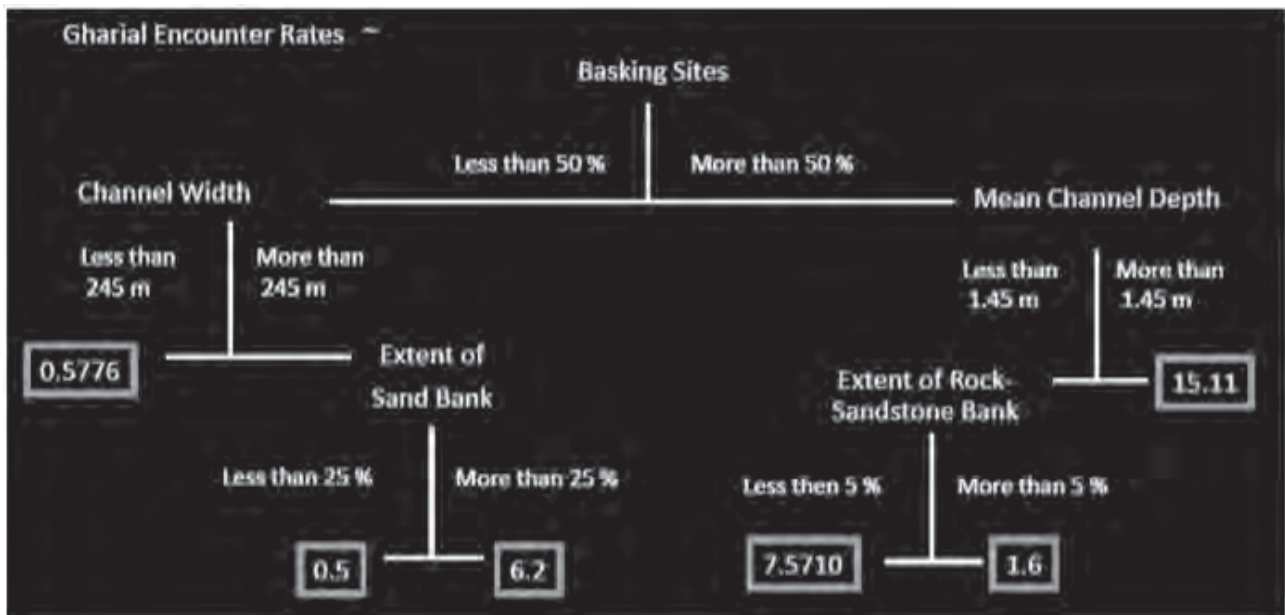 Gharial Encounter Rates ~
Basking Sites
Less than 50 %
More than 50 %
Channel Width
Mean Channel Depth
Less than
245 m
More than
245 m
Less than
1.45 m
More than
1.45 m
0.5776
Extent of
Sand Bank
Extent of Rock-
Sandstone Bank
15.11
Less than 25 %
More than 25 %
Less then 5 %
More than 5 %
0.5
6.2
7.5710
1.6